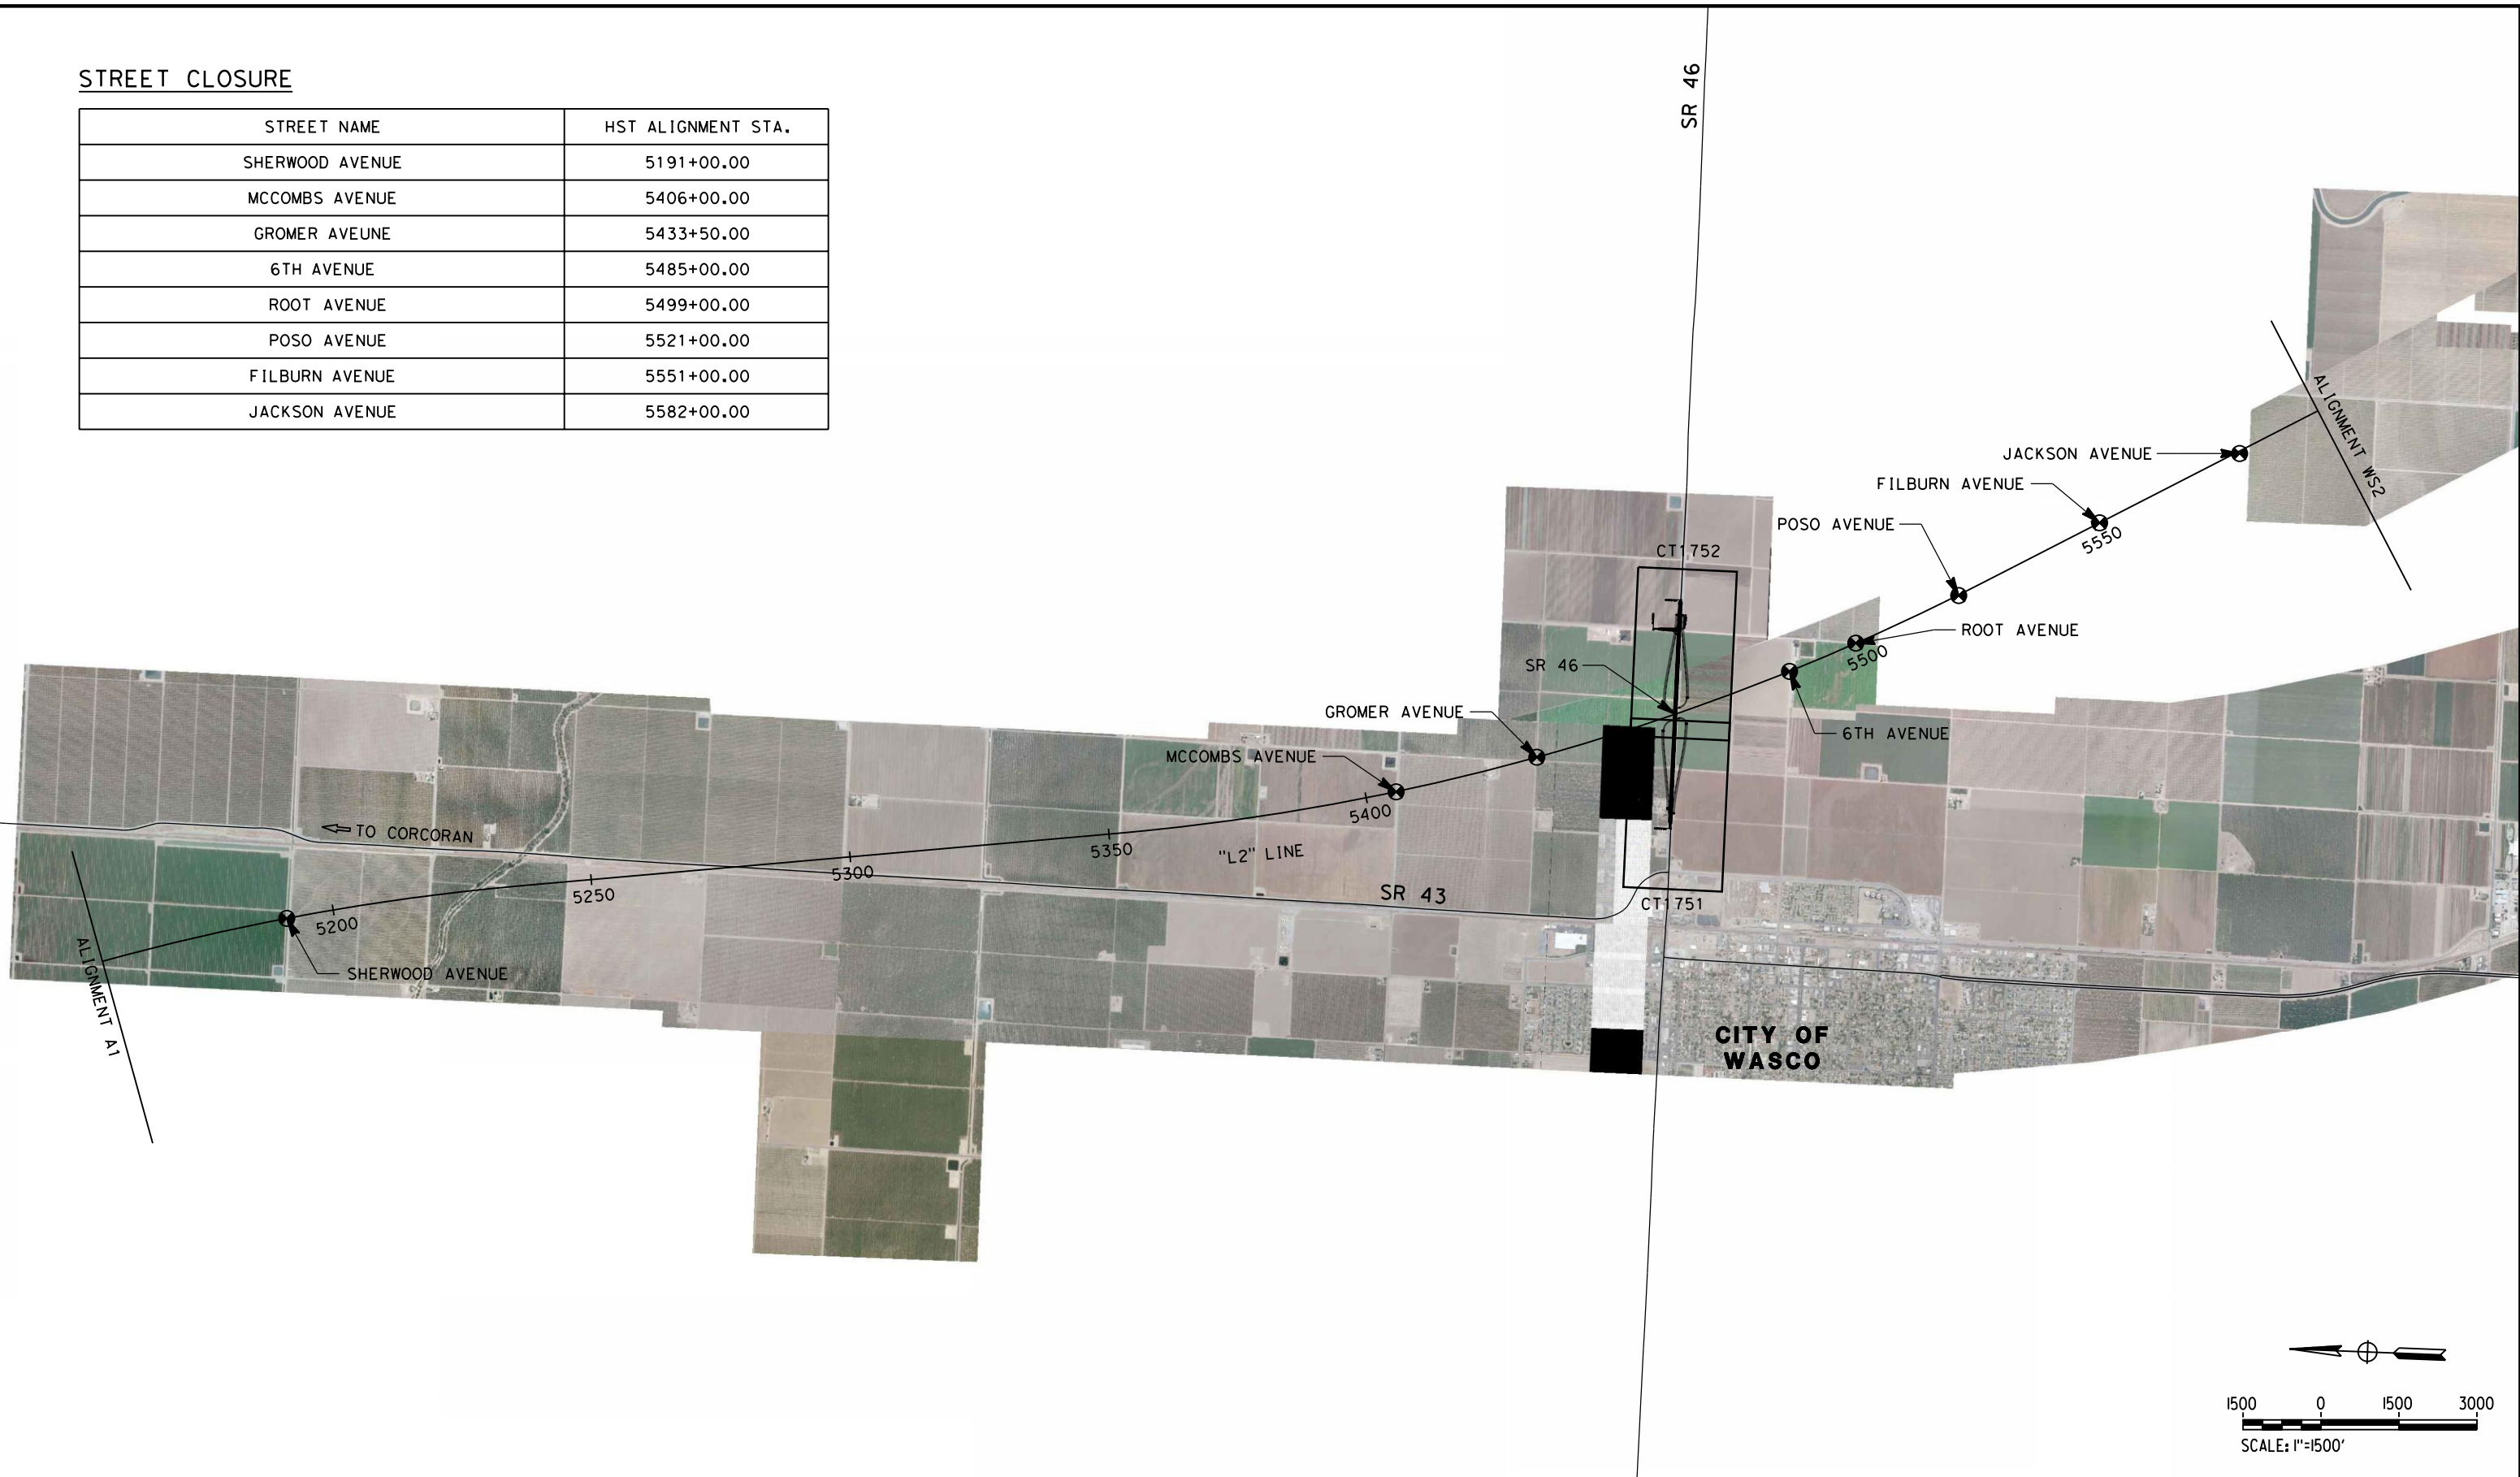 STREET CLOSURE
STREET NAME HST ALIGNMENT STA.
SHERWOOD AVENUE 5191+00.00
MCCOMBS AVENUE 5406+00.00
GROMER AVEUNE 5433+50.00
6TH AVENUE 5485+00.00
ROOT AVENUE 5499+00.00
POSO AVENUE 5521+00.00
FILBURN AVENUE 5551+00.00
JACKSON AVENUE 5582+00.00
SR 46
JACKSON AVENUE
ALIGNMENT WS2
FILBURN AVENUE
POSO AVENUE
5550
CT1752
ROOT AVENUE
5500
SR 46
GROMER AVENUE
6TH AVENUE
MCCOMBS AVENUE
5400
TO CORCORAN
5350
"L2" LINE
5300
5250
SR 43
CT1751
5200
SHERWOOD AVENUE
ALIGNMENT A1
CITY OF
WASCO
1500 0 1500 3000
SCALE: 1"=1500'